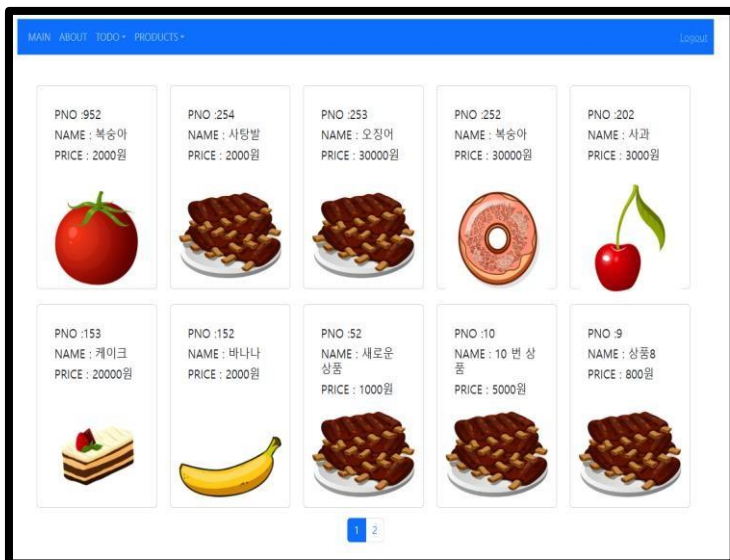 MAIN ABOUT TODO PRODUCTS Logout
PNO :952
NAME : 복숭아
PRICE : 2000원
PNO :254
NAME : 사탕발
PRICE : 2000원
PNO :253
NAME : 오징어
PRICE : 30000원
PNO :252
NAME : 복숭아
PRICE : 30000원
PNO :202
NAME : 사과
PRICE : 3000원
PNO :153
NAME : 케이크
PRICE : 20000원
PNO :152
NAME : 바나나
PRICE : 2000원
PNO :52
NAME : 새로운
상품
PRICE : 1000원
PNO :10
NAME : 10 번 상
품
PRICE : 5000원
PNO :9
NAME : 상품8
PRICE : 800원
1 2